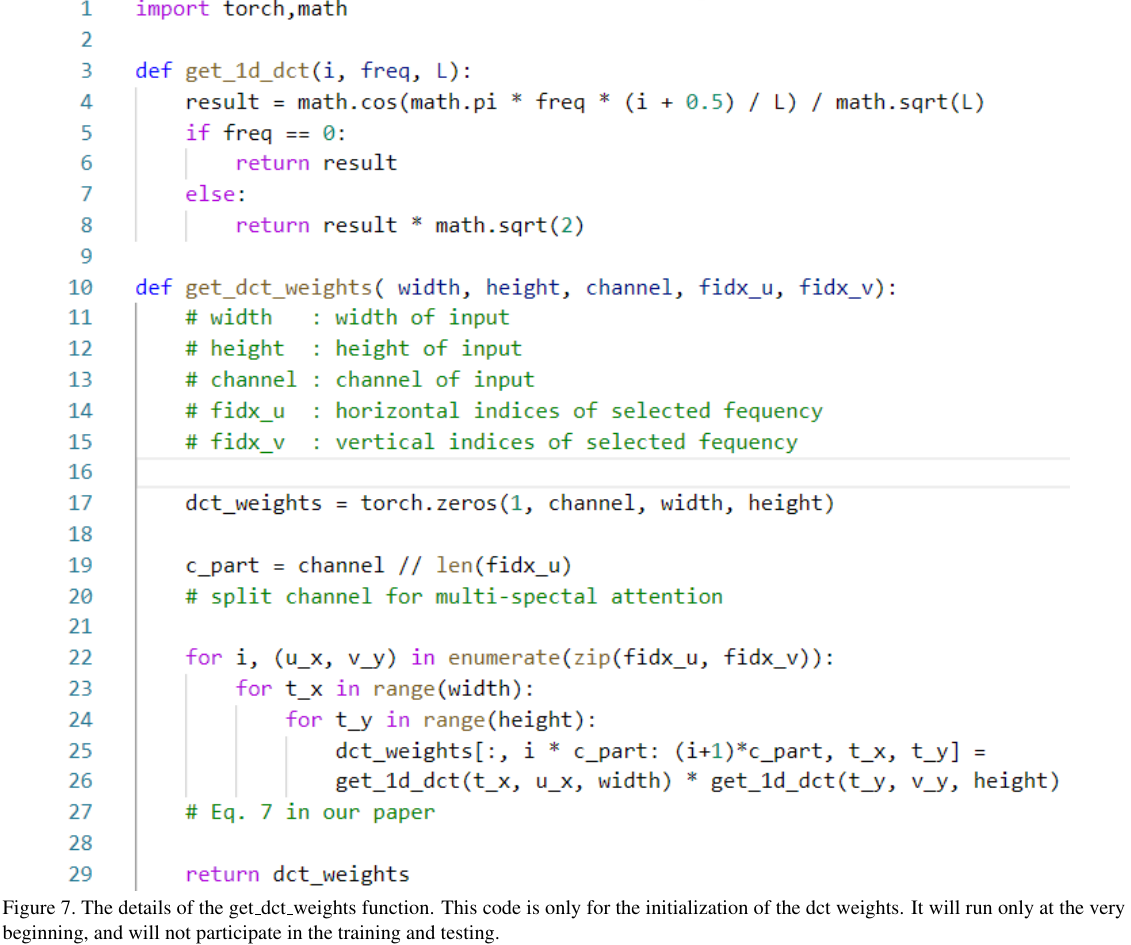 1 import torch,math
2
3 def get_1d_dct(i, freq, L):
4 result = math.cos(math.pi * freq * (i + 0.5) / L) / math.sqrt(L)
5 if freq == 0:
6 return result
7 else:
8 return result * math.sqrt(2)
9
10 def get_dct_weights( width, height, channel, fidx_u, fidx_v):
11 # width : width of input
12 # height : height of input
13 # channel : channel of input
14 # fidx_u : horizontal indices of selected fequency
15 # fidx_v : vertical indices of selected fequency
16
17 dct_weights = torch.zeros(1, channel, width, height)
18
19 c_part = channel // len(fidx_u)
20 # split channel for multi-spectal attention
21
22 for i, (u_x, v_y) in enumerate(zip(fidx_u, fidx_v)):
23 for t_x in range(width):
24 for t_y in range(height):
25 dct_weights[:, i * c_part: (i+1)*c_part, t_x, t_y] =
26 get_1d_dct(t_x, u_x, width) * get_1d_dct(t_y, v_y, height)
27 # Eq. 7 in our paper
28
29 return dct_weights
Figure 7. The details of the get_dct_weights function. This code is only for the initialization of the dct weights. It will run only at the very
beginning, and will not participate in the training and testing.